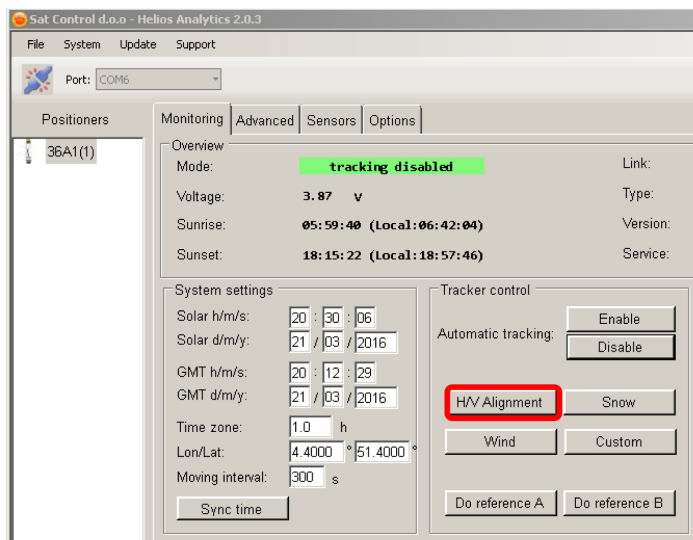 Sat Control d.o.o - Helios Analytics 2.0.3
File System Update Support
Port: COM6
Positioners
36A1(1)
Monitoring Advanced Sensors Options
Overview
Mode: tracking disabled Link:
Voltage: 3.87 V Type:
Sunrise: 05:59:40 (Local:06:42:04) Version:
Sunset: 18:15:22 (Local:18:57:46) Service:
System settings
Solar h/m/s: 20 : 30 : 06
Solar d/m/y: 21 / 03 / 2016
GMT h/m/s: 20 : 12 : 29
GMT d/m/y: 21 / 03 / 2016
Time zone: 1.0 h
Lon/Lat: 4.4000 ° 51.4000 °
Moving interval: 300 s
Sync time
Tracker control
Automatic tracking: Enable
Disable
H/V Alignment Snow
Wind Custom
Do reference A Do reference B